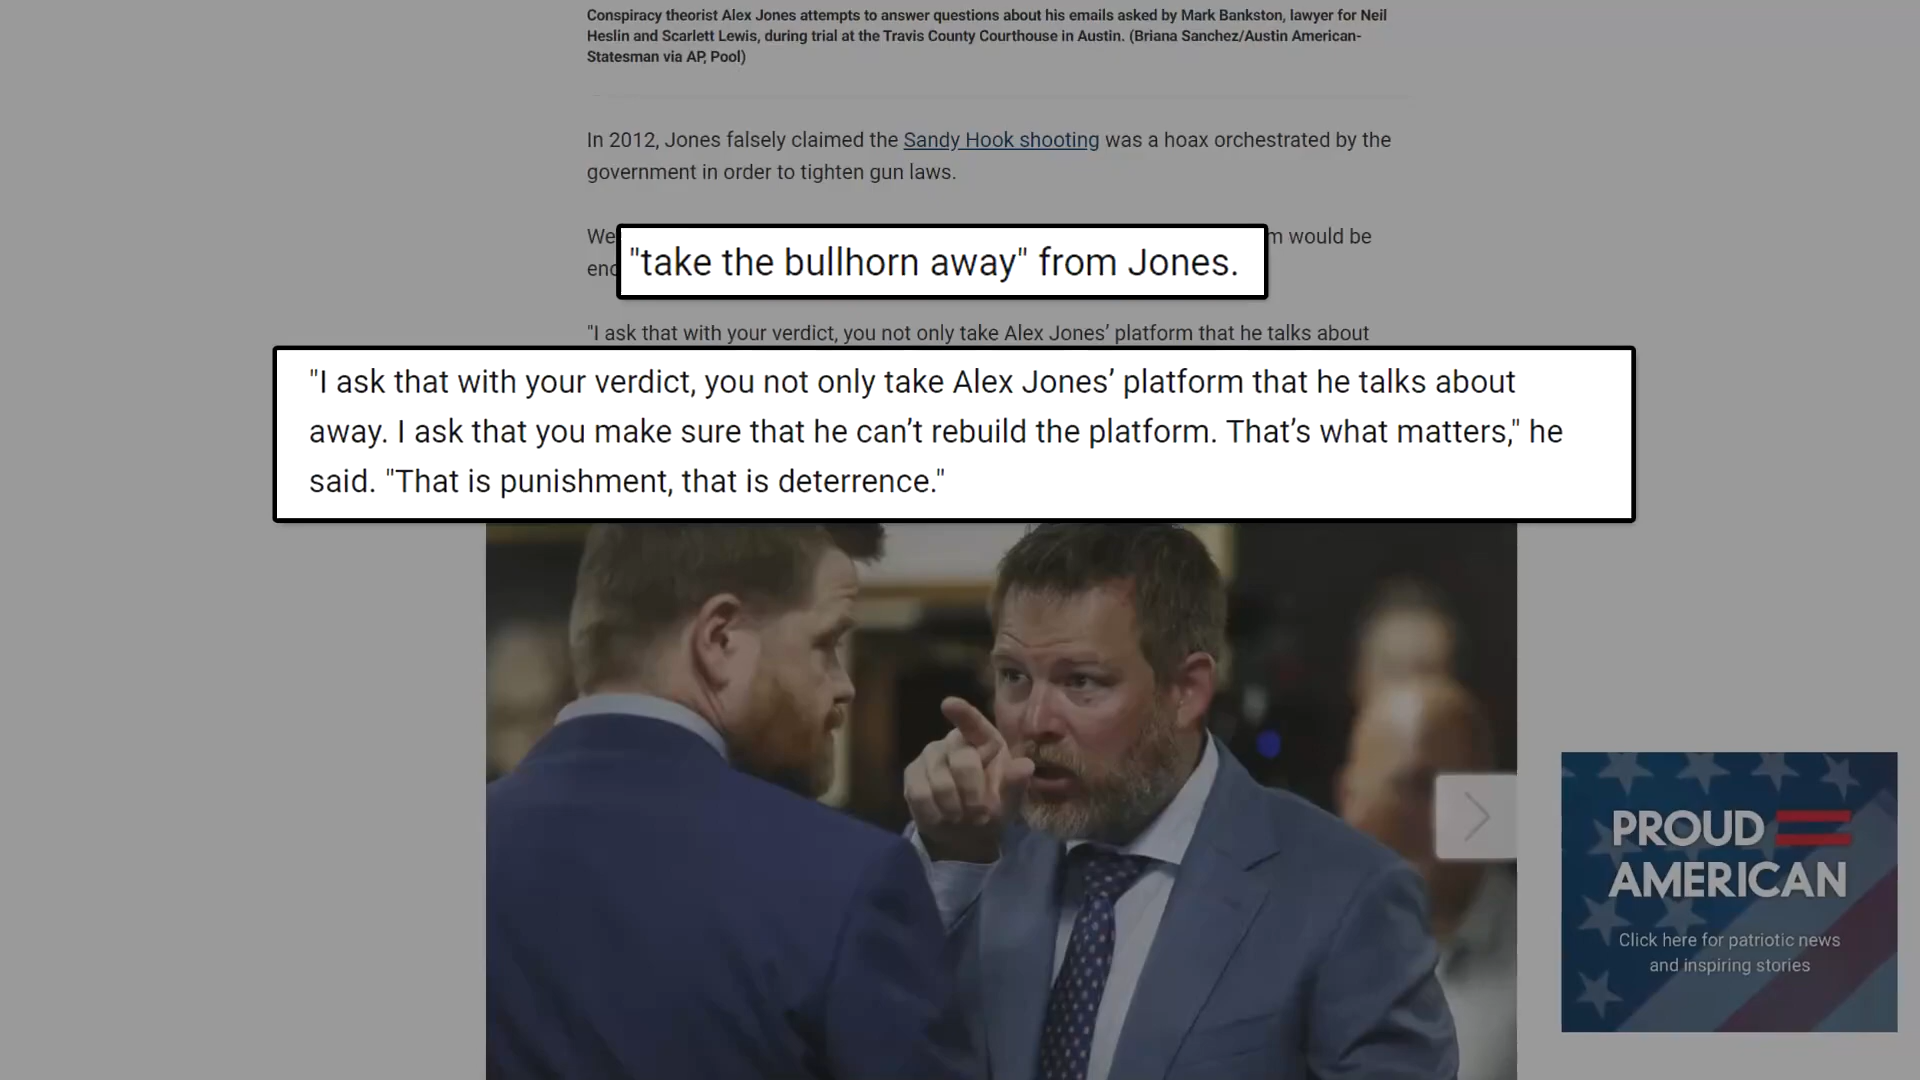 Conspiracy theorist Alex Jones attempts to answer questions about his emails asked by Mark Bankston, lawyer for Neil
Heslin and Scarlett Lewis, during trial at the Travis County Courthouse in Austin. (Briana Sanchez/Austin American-
Statesman via AP, Pool)
In 2012, Jones falsely claimed the Sandy Hook shooting was a hoax orchestrated by the
government in order to tighten gun laws.
would be
"take the bullhorn away" from Jones.
"I ask that with your verdict, you not only take Alex Jones’ platform that he talks about
"I ask that with your verdict, you not only take Alex Jones’ platform that he talks about
away. I ask that you make sure that he can’t rebuild the platform. That’s what matters," he
said. "That is punishment, that is deterrence."
PROUD
AMERICAN
Click here for patriotic news
and inspiring stories